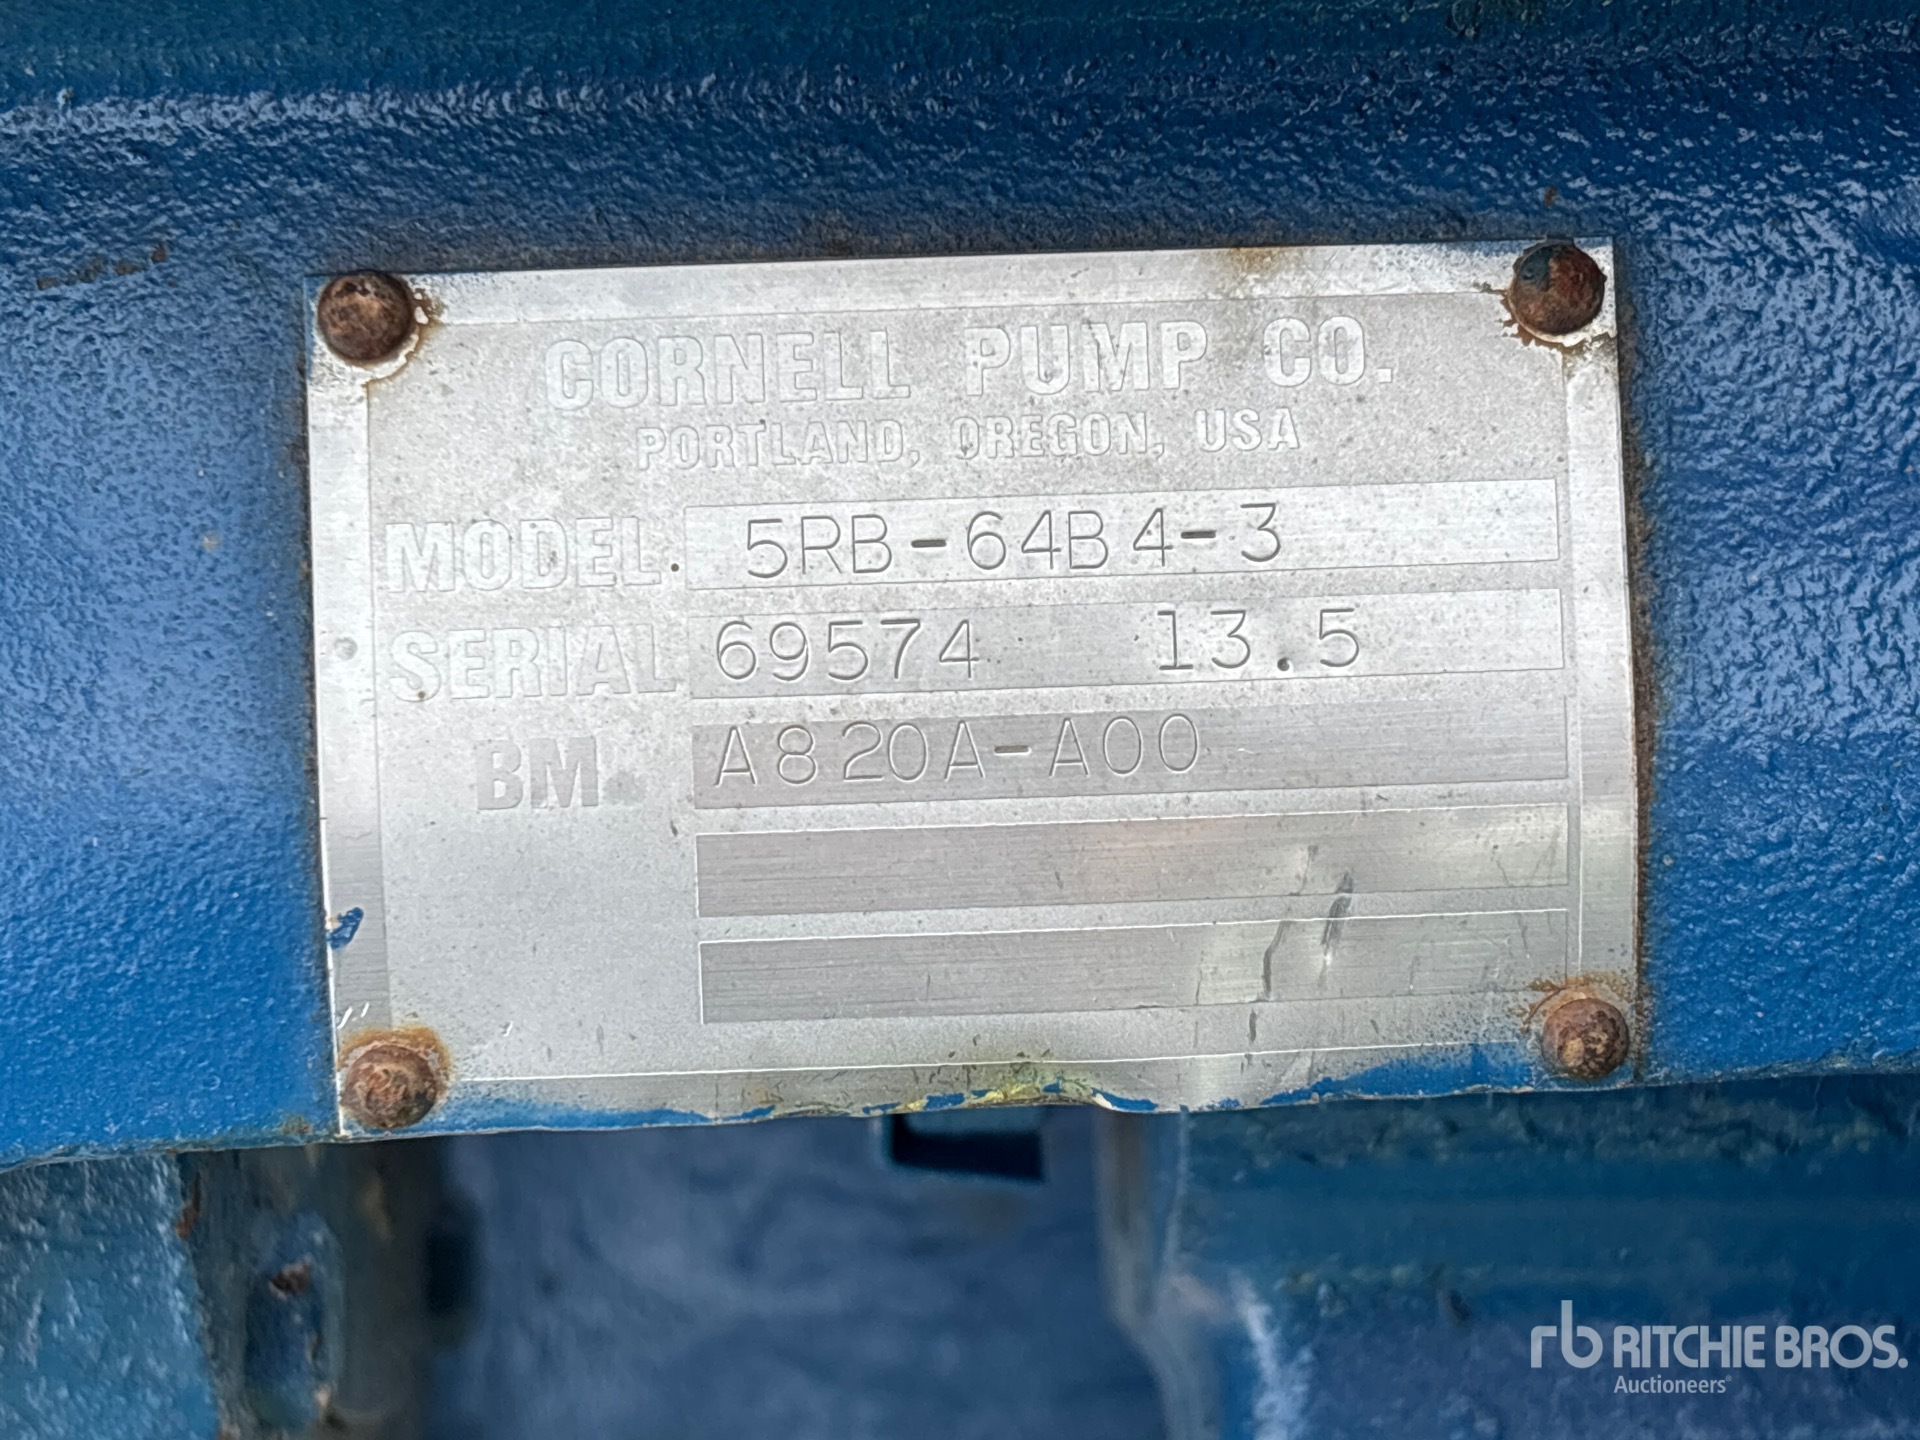 CORNELL PUMP CO.
PORTLAND, OREGON, USA
MODEL. 5RB-64B4-3
SERIAL 69574 13.5
BM. A820A-A00
rb RITCHIE BROS.
Auctioneers